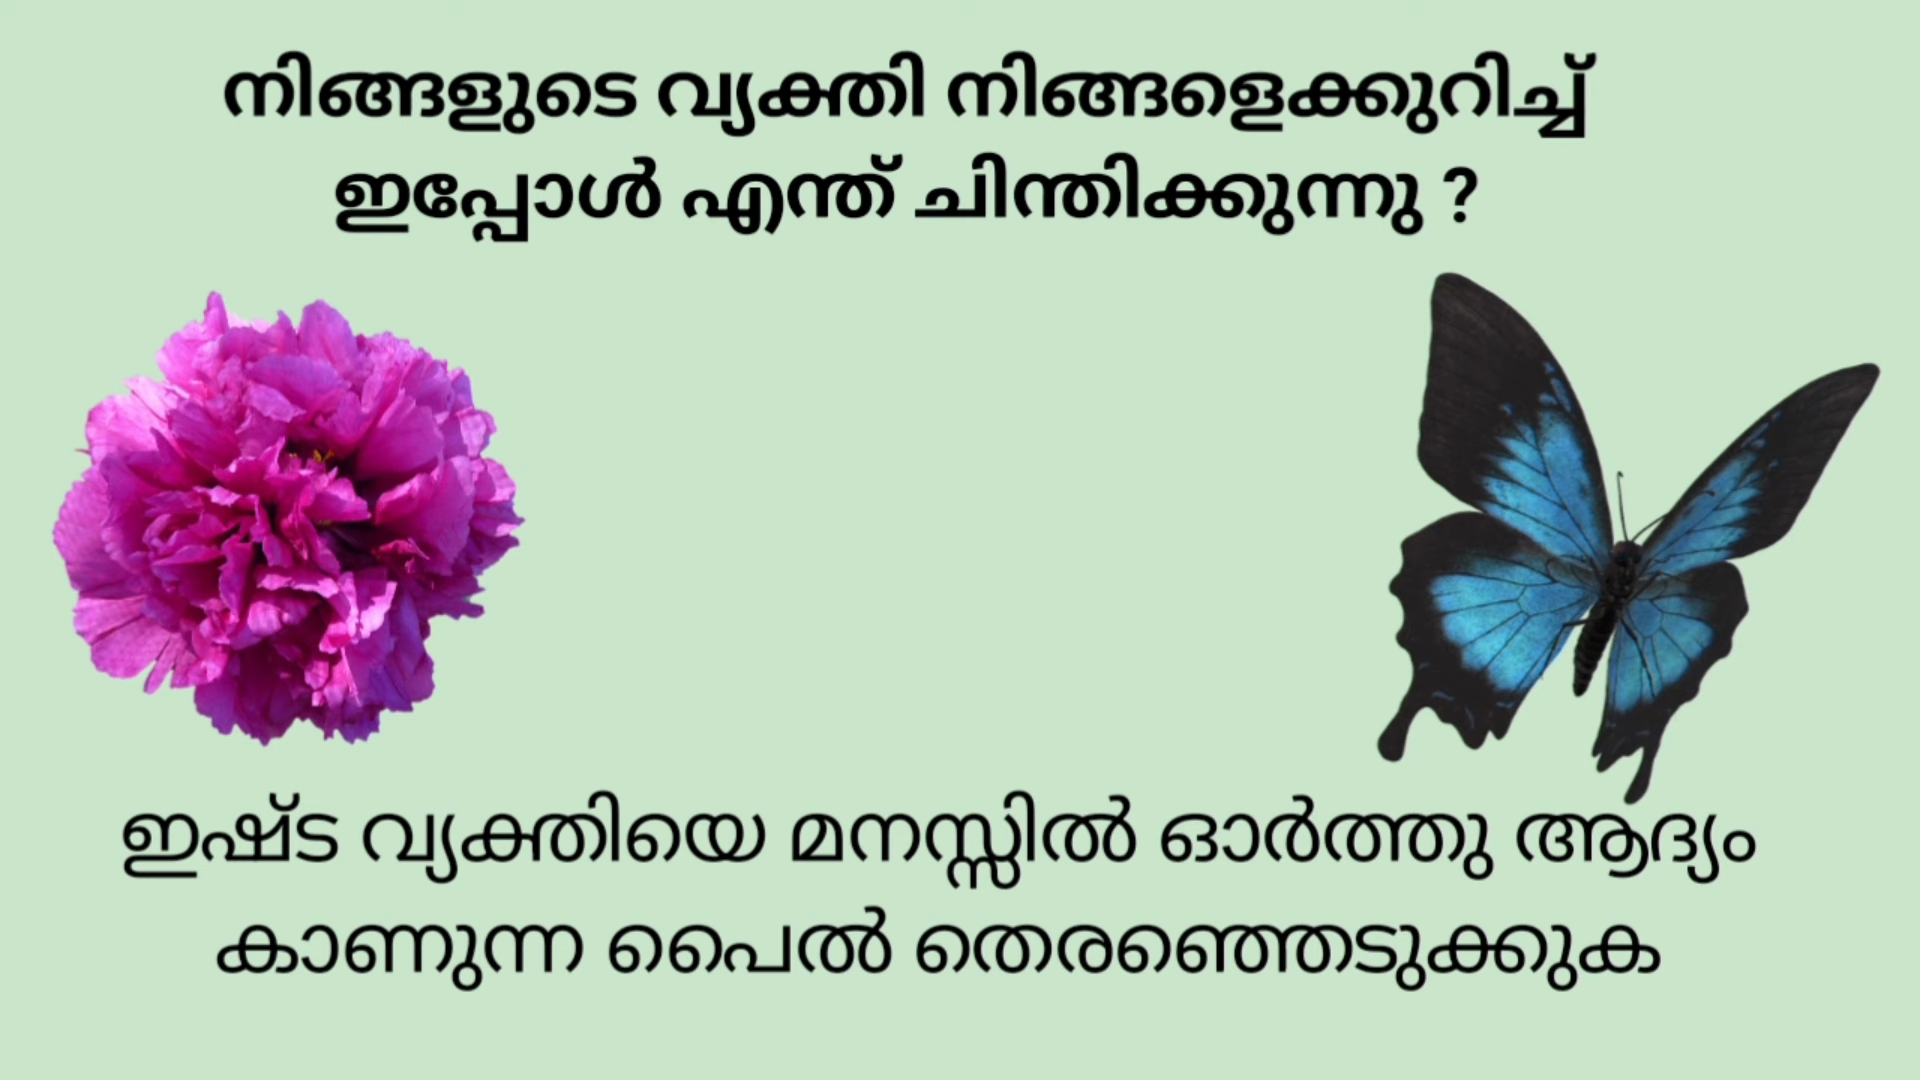 നിങ്ങളുടെ വ്യക്തി നിങ്ങളെക്കുറിച്ച്
ഇപ്പോൾ എന്ത് ചിന്തിക്കുന്നു ?
ഇഷ്ട വ്യക്തിയെ മനസ്സിൽ ഓർത്തു ആദ്യം
കാണുന്ന പൈൽ തെരഞ്ഞെടുക്കുക